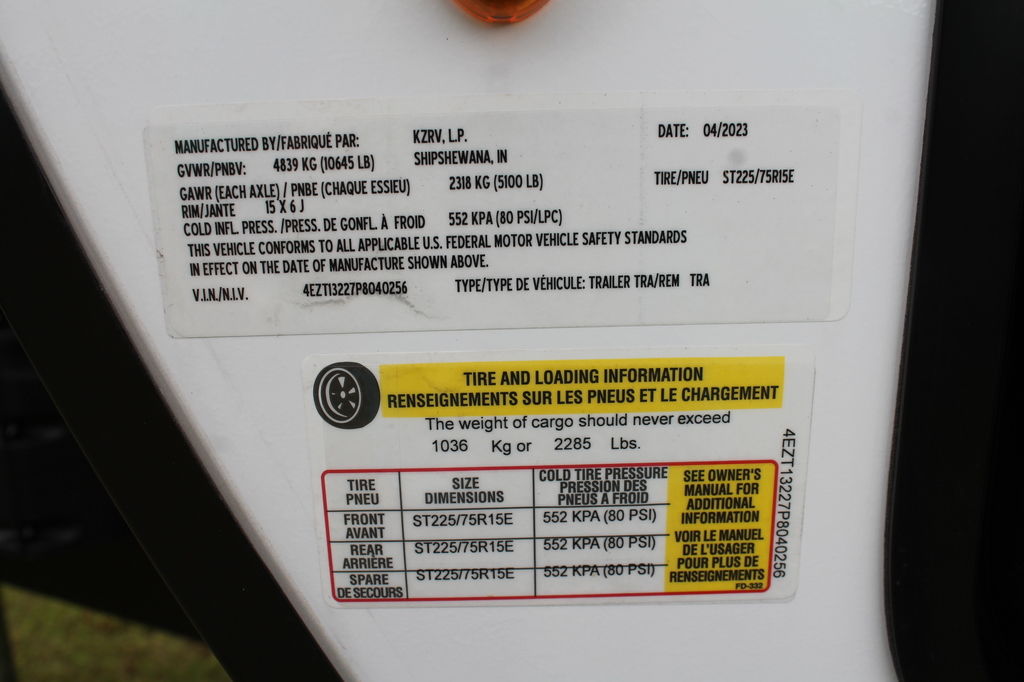 MANUFACTURED BY/FABRIQUÉ PAR: KZRV, L.P. DATE: 04/2023
GVWR/PNBV: 4839 KG (10645 LB) SHIPSHEWANA, IN
GAWR (EACH AXLE) / PNBE (CHAQUE ESSIEU) 2318 KG (5100 LB) TIRE/PNEU ST225/75R15E
RIM/JANTE 15 X 6 J
COLD INFL. PRESS. /PRESS. DE GONFL. À FROID 552 KPA (80 PSI/LPC)
THIS VEHICLE CONFORMS TO ALL APPLICABLE U.S. FEDERAL MOTOR VEHICLE SAFETY STANDARDS
IN EFFECT ON THE DATE OF MANUFACTURE SHOWN ABOVE.
V.I.N./N.I.V. 4EZT13227P8040256 TYPE/TYPE DE VÉHICULE: TRAILER TRA/REM TRA
TIRE AND LOADING INFORMATION
RENSEIGNEMENTS SUR LES PNEUS ET LE CHARGEMENT
The weight of cargo should never exceed
1036 Kg or 2285 Lbs.
TIRE
PNEU
SIZE
DIMENSIONS
COLD TIRE PRESSURE
PRESSION DES
PNEUS A FROID
FRONT
AVANT
ST225/75R15E
552 KPA (80 PSI)
REAR
ARRIÈRE
ST225/75R15E
552 KPA (80 PSI)
SPARE
DE SECOURS
ST225/75R15E
552 KPA (80 PSI)
SEE OWNER'S
MANUAL FOR
ADDITIONAL
INFORMATION
VOIR LE MANUEL
DE L'USAGER
POUR PLUS DE
RENSEIGNEMENTS
FD-332
4EZT13227P8040256